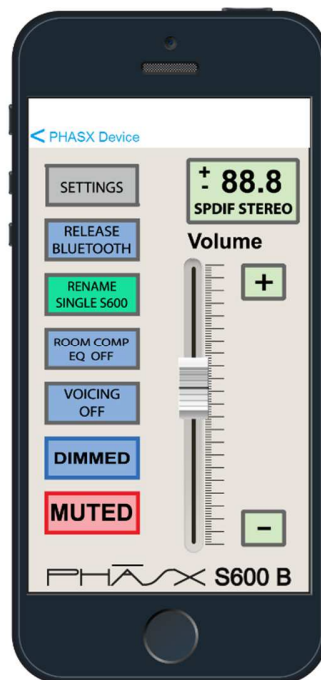 < PHASX Device
SETTINGS
RELEASE
BLUETOOTH
RENAME
SINGLE S600
ROOM COMP
EQ OFF
VOICING
OFF
DIMMED
MUTED
+
- 88.8
SPDIF STEREO
Volume
+
-
PHASX S600 B